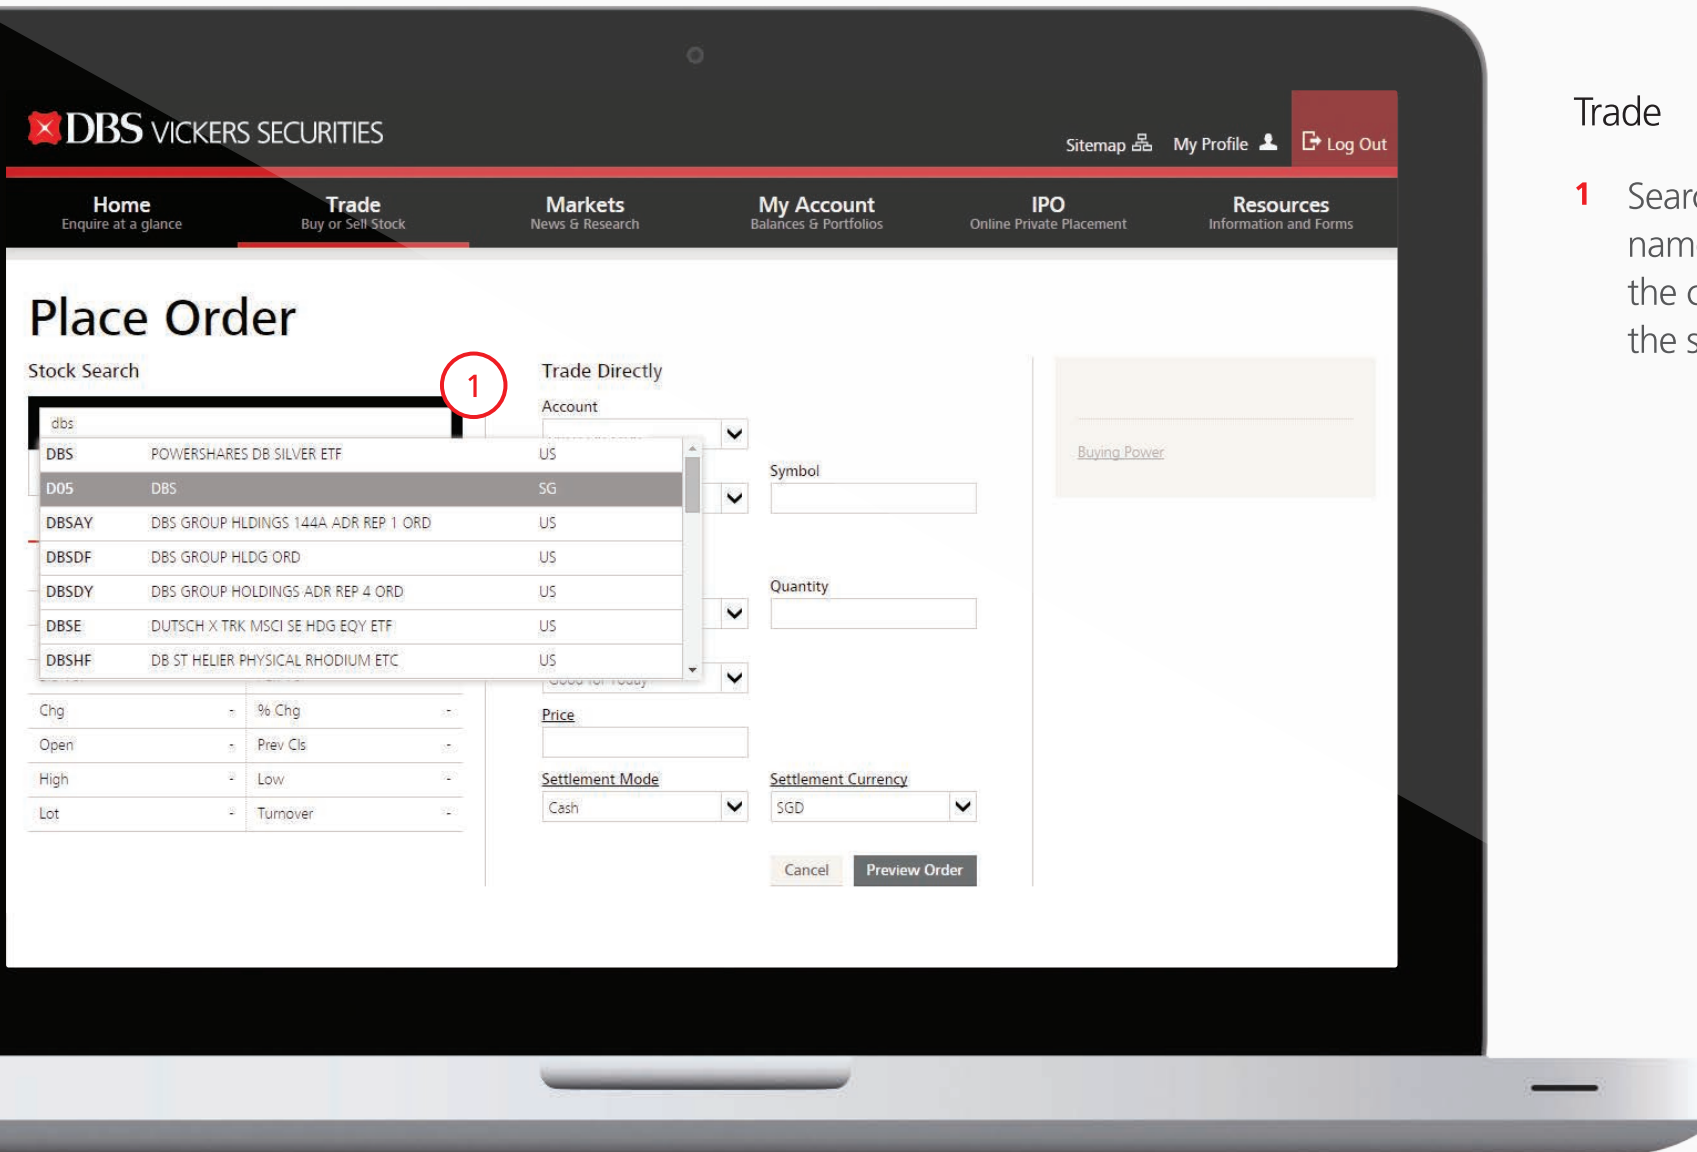 DBS VICKERS SECURITIES
Sitemap My Profile Log Out
Home Trade Markets My Account IPO Resources
Enquire at a glance Buy or Sell Stock News & Research Balances & Portfolios Online Private Placement Information and Forms
Place Order
Stock Search
1
dbs
DBS POWERSHARES DB SILVER ETF US
D05 DBS SG
DBSAY DBS GROUP HLDINGS 144A ADR REP 1 ORD US
DBSDF DBS GROUP HLDG ORD US
DBSDY DBS GROUP HOLDINGS ADR REP 4 ORD US
DBSE DUTSCH X TRK MSCI SE HDG EQY ETF US
DBSHF DB ST HELIER PHYSICAL RHODIUM ETC US
Chg - % Chg -
Open - Prev Cls -
High - Low -
Lot - Turnover -
Trade Directly
Account
Symbol
Quantity
Good for Today
Price
Settlement Mode Settlement Currency
Cash SGD
Cancel Preview Order
Buying Power
Trade
1
the
the